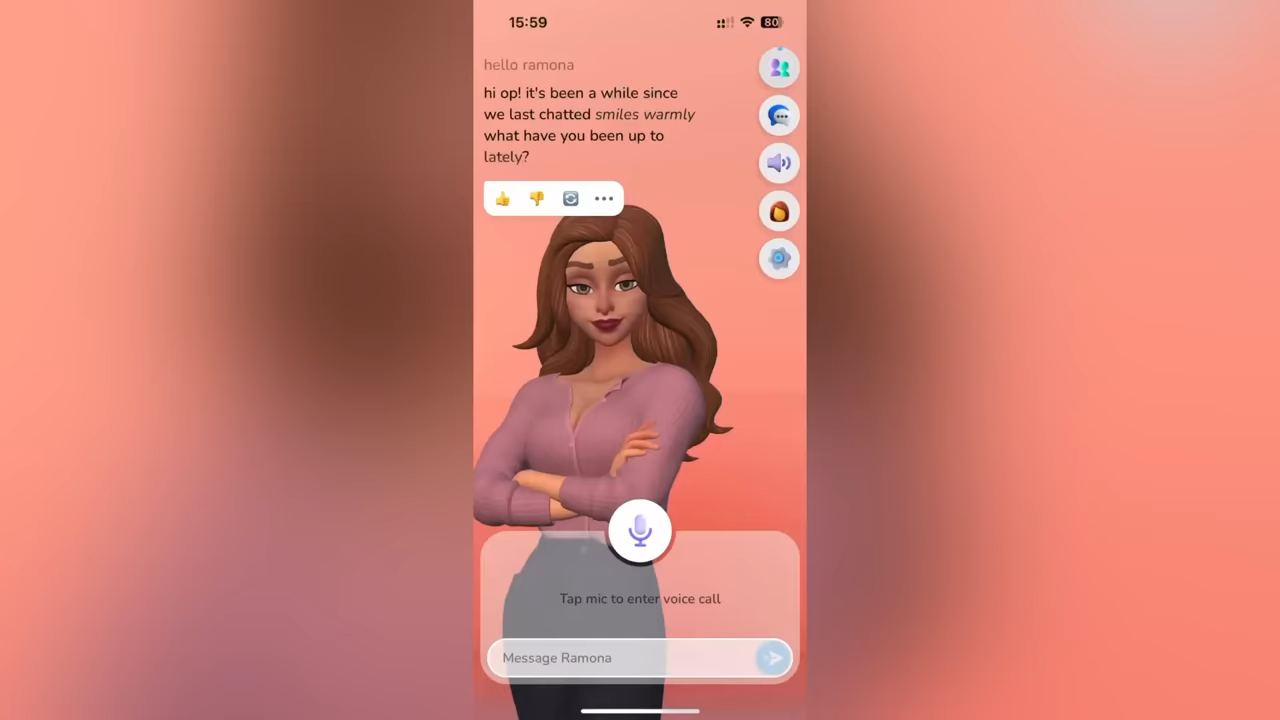 15:59
80
hello ramona
hi op! it's been a while since
we last chatted smiles warmly
what have you been up to
lately?
Tap mic to enter voice call
Message Ramona